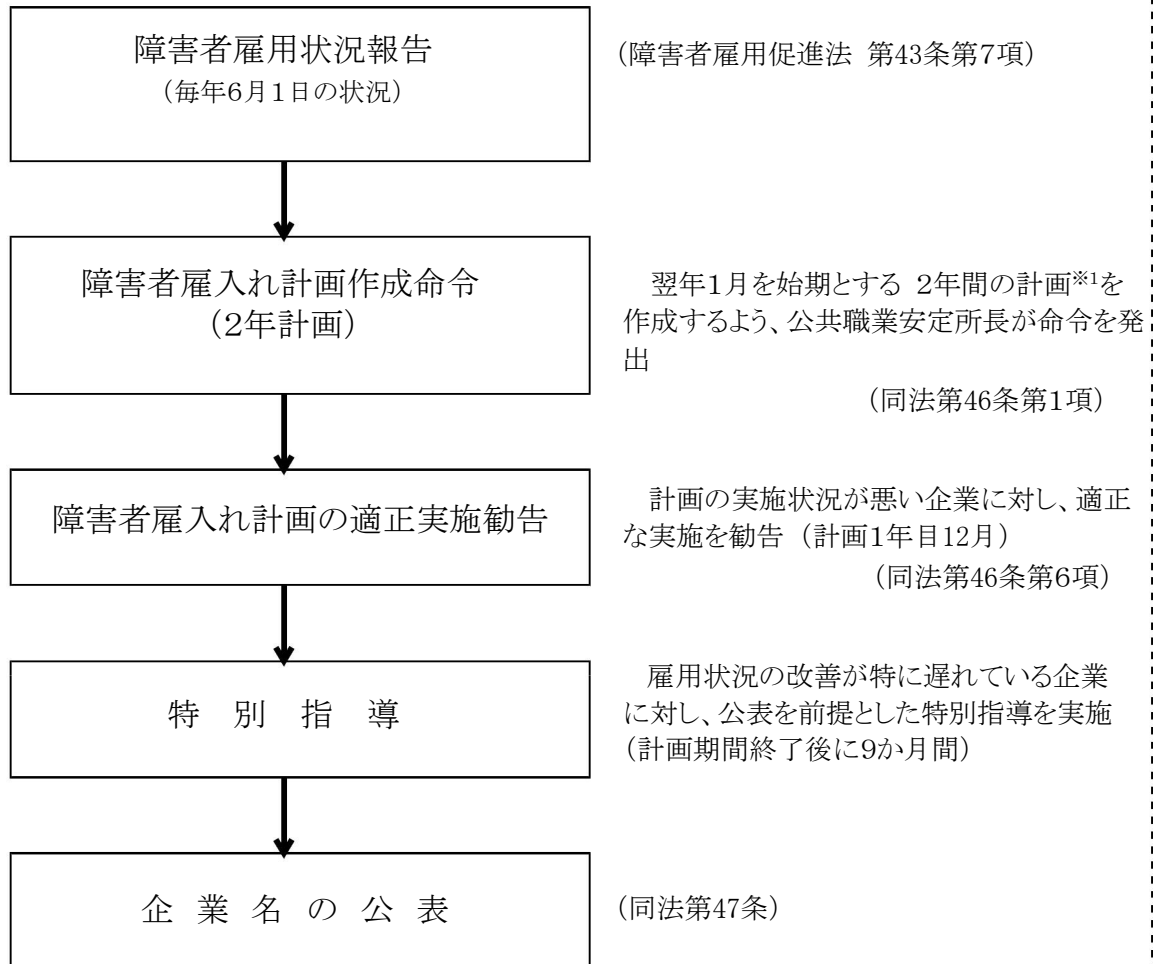 障害者雇用状況報告
（毎年6月1日の状況）
（障害者雇用促進法 第43条第7項）
障害者雇入れ計画作成命令
（2年計画）
翌年1月を始期とする 2年間の計画※1を
作成するよう、公共職業安定所長が命令を発
出
（同法第46条第1項）
障害者雇入れ計画の適正実施勧告
計画の実施状況が悪い企業に対し、適正
な実施を勧告（計画1年目12月）
（同法第46条第6項）
特 別 指 導
雇用状況の改善が特に遅れている企業
に対し、公表を前提とした特別指導を実施
（計画期間終了後に9か月間）
企 業 名 の 公 表
（同法第47条）